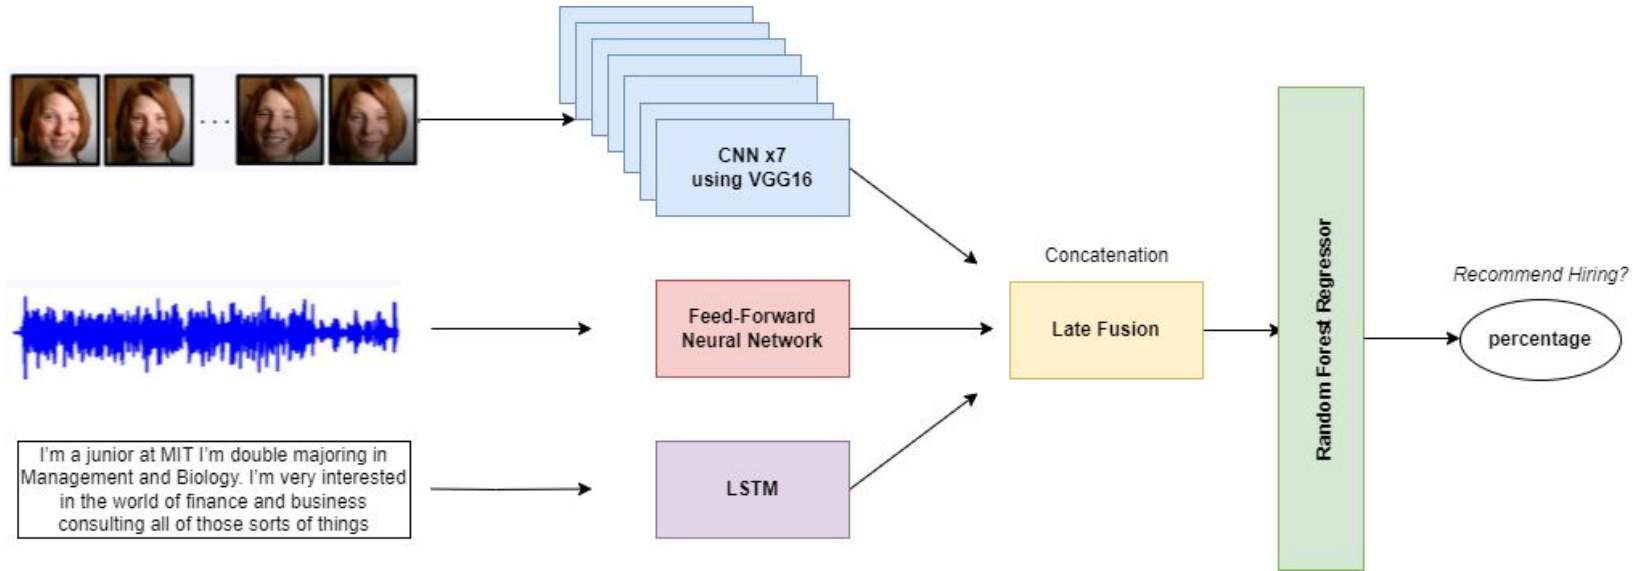 CNN x7
using VGG16
Feed-Forward
Neural Network
I'm a junior at MIT I'm double majoring in
Management and Biology. I'm very interested
in the world of finance and business
consulting all of those sorts of things
LSTM
Concatenation
Late Fusion
Random Forest Regressor
Recommend Hiring?
percentage